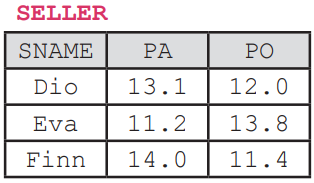 SELLER
SNAME PA PO
Dio 13.1 12.0
Eva 11.2 13.8
Finn 14.0 11.4